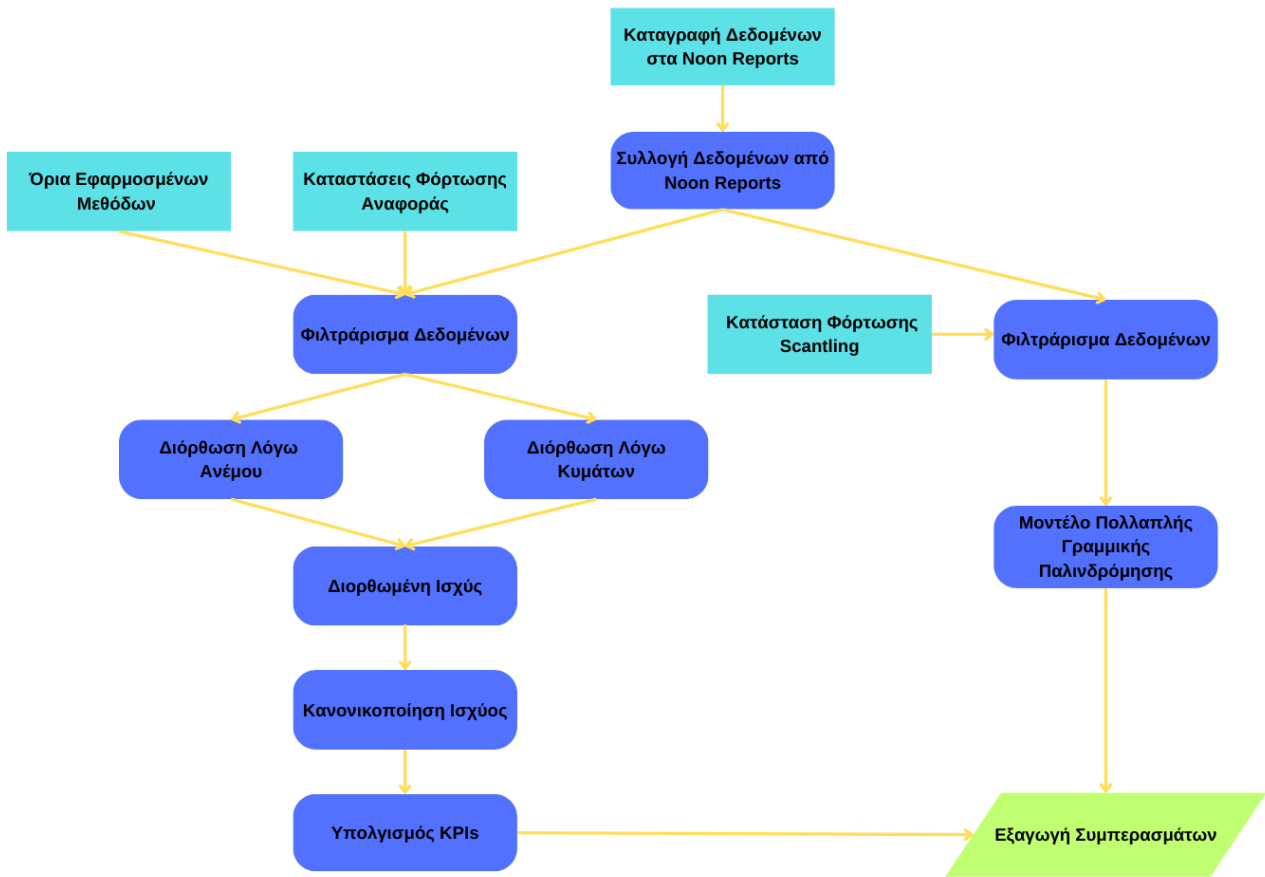 Καταγραφή Δεδομένων
στα Noon Reports
Συλλογή Δεδομένων από
Noon Reports
Όρια Εφαρμοσμένων
Μεθόδων
Καταστάσεις Φόρτωσης
Αναφοράς
Φιλτράρισμα Δεδομένων
Κατάσταση Φόρτωσης
Scantling
Φιλτράρισμα Δεδομένων
Διόρθωση Λόγω
Ανέμου
Διόρθωση Λόγω
Κυμάτων
Μοντέλο Πολλαπλής
Γραμμικής
Παλινδρόμησης
Διορθωμένη Ισχύς
Κανονικοποίηση Ισχύος
Υπολγισμός KPIs
Εξαγωγή Συμπερασμάτων